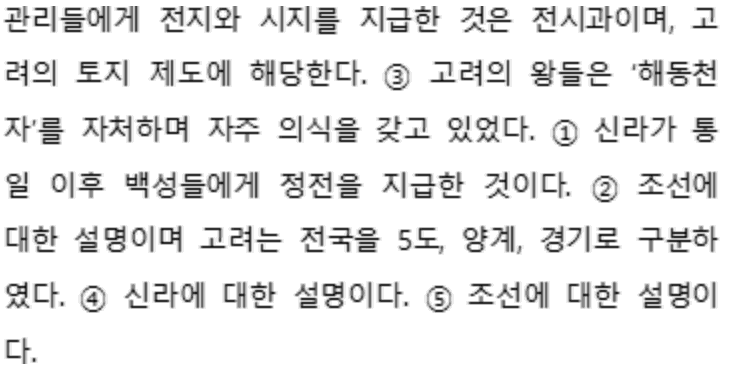 관리들에게 전지와 시지를 지급한 것은 전시과이며, 고
려의 토지 제도에 해당한다. ③ 고려의 왕들은 '해동천
자'를 자처하며 자주 의식을 갖고 있었다. ① 신라가 통
일 이후 백성들에게 정전을 지급한 것이다. ② 조선에
대한 설명이며 고려는 전국을 5도, 양계, 경기로 구분하
였다. ④ 신라에 대한 설명이다. ⑤ 조선에 대한 설명이
다.